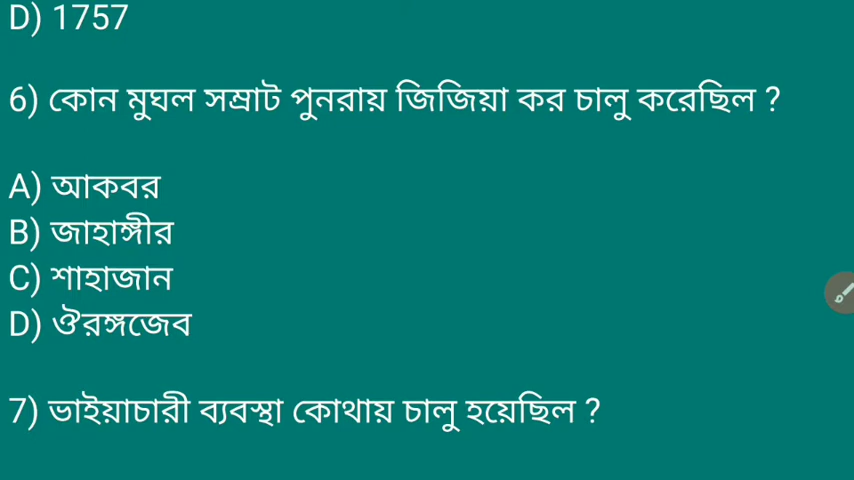 D) 1757
6) কোন মুঘল সম্রাট পুনরায় জিজিয়া কর চালু করেছিল ?
A) আকবর
B) জাহাঙ্গীর
C) শাহাজান
D) ঔরঙ্গজেব
7) ভাইয়াচারী ব্যবস্থা কোথায় চালু হয়েছিল ?